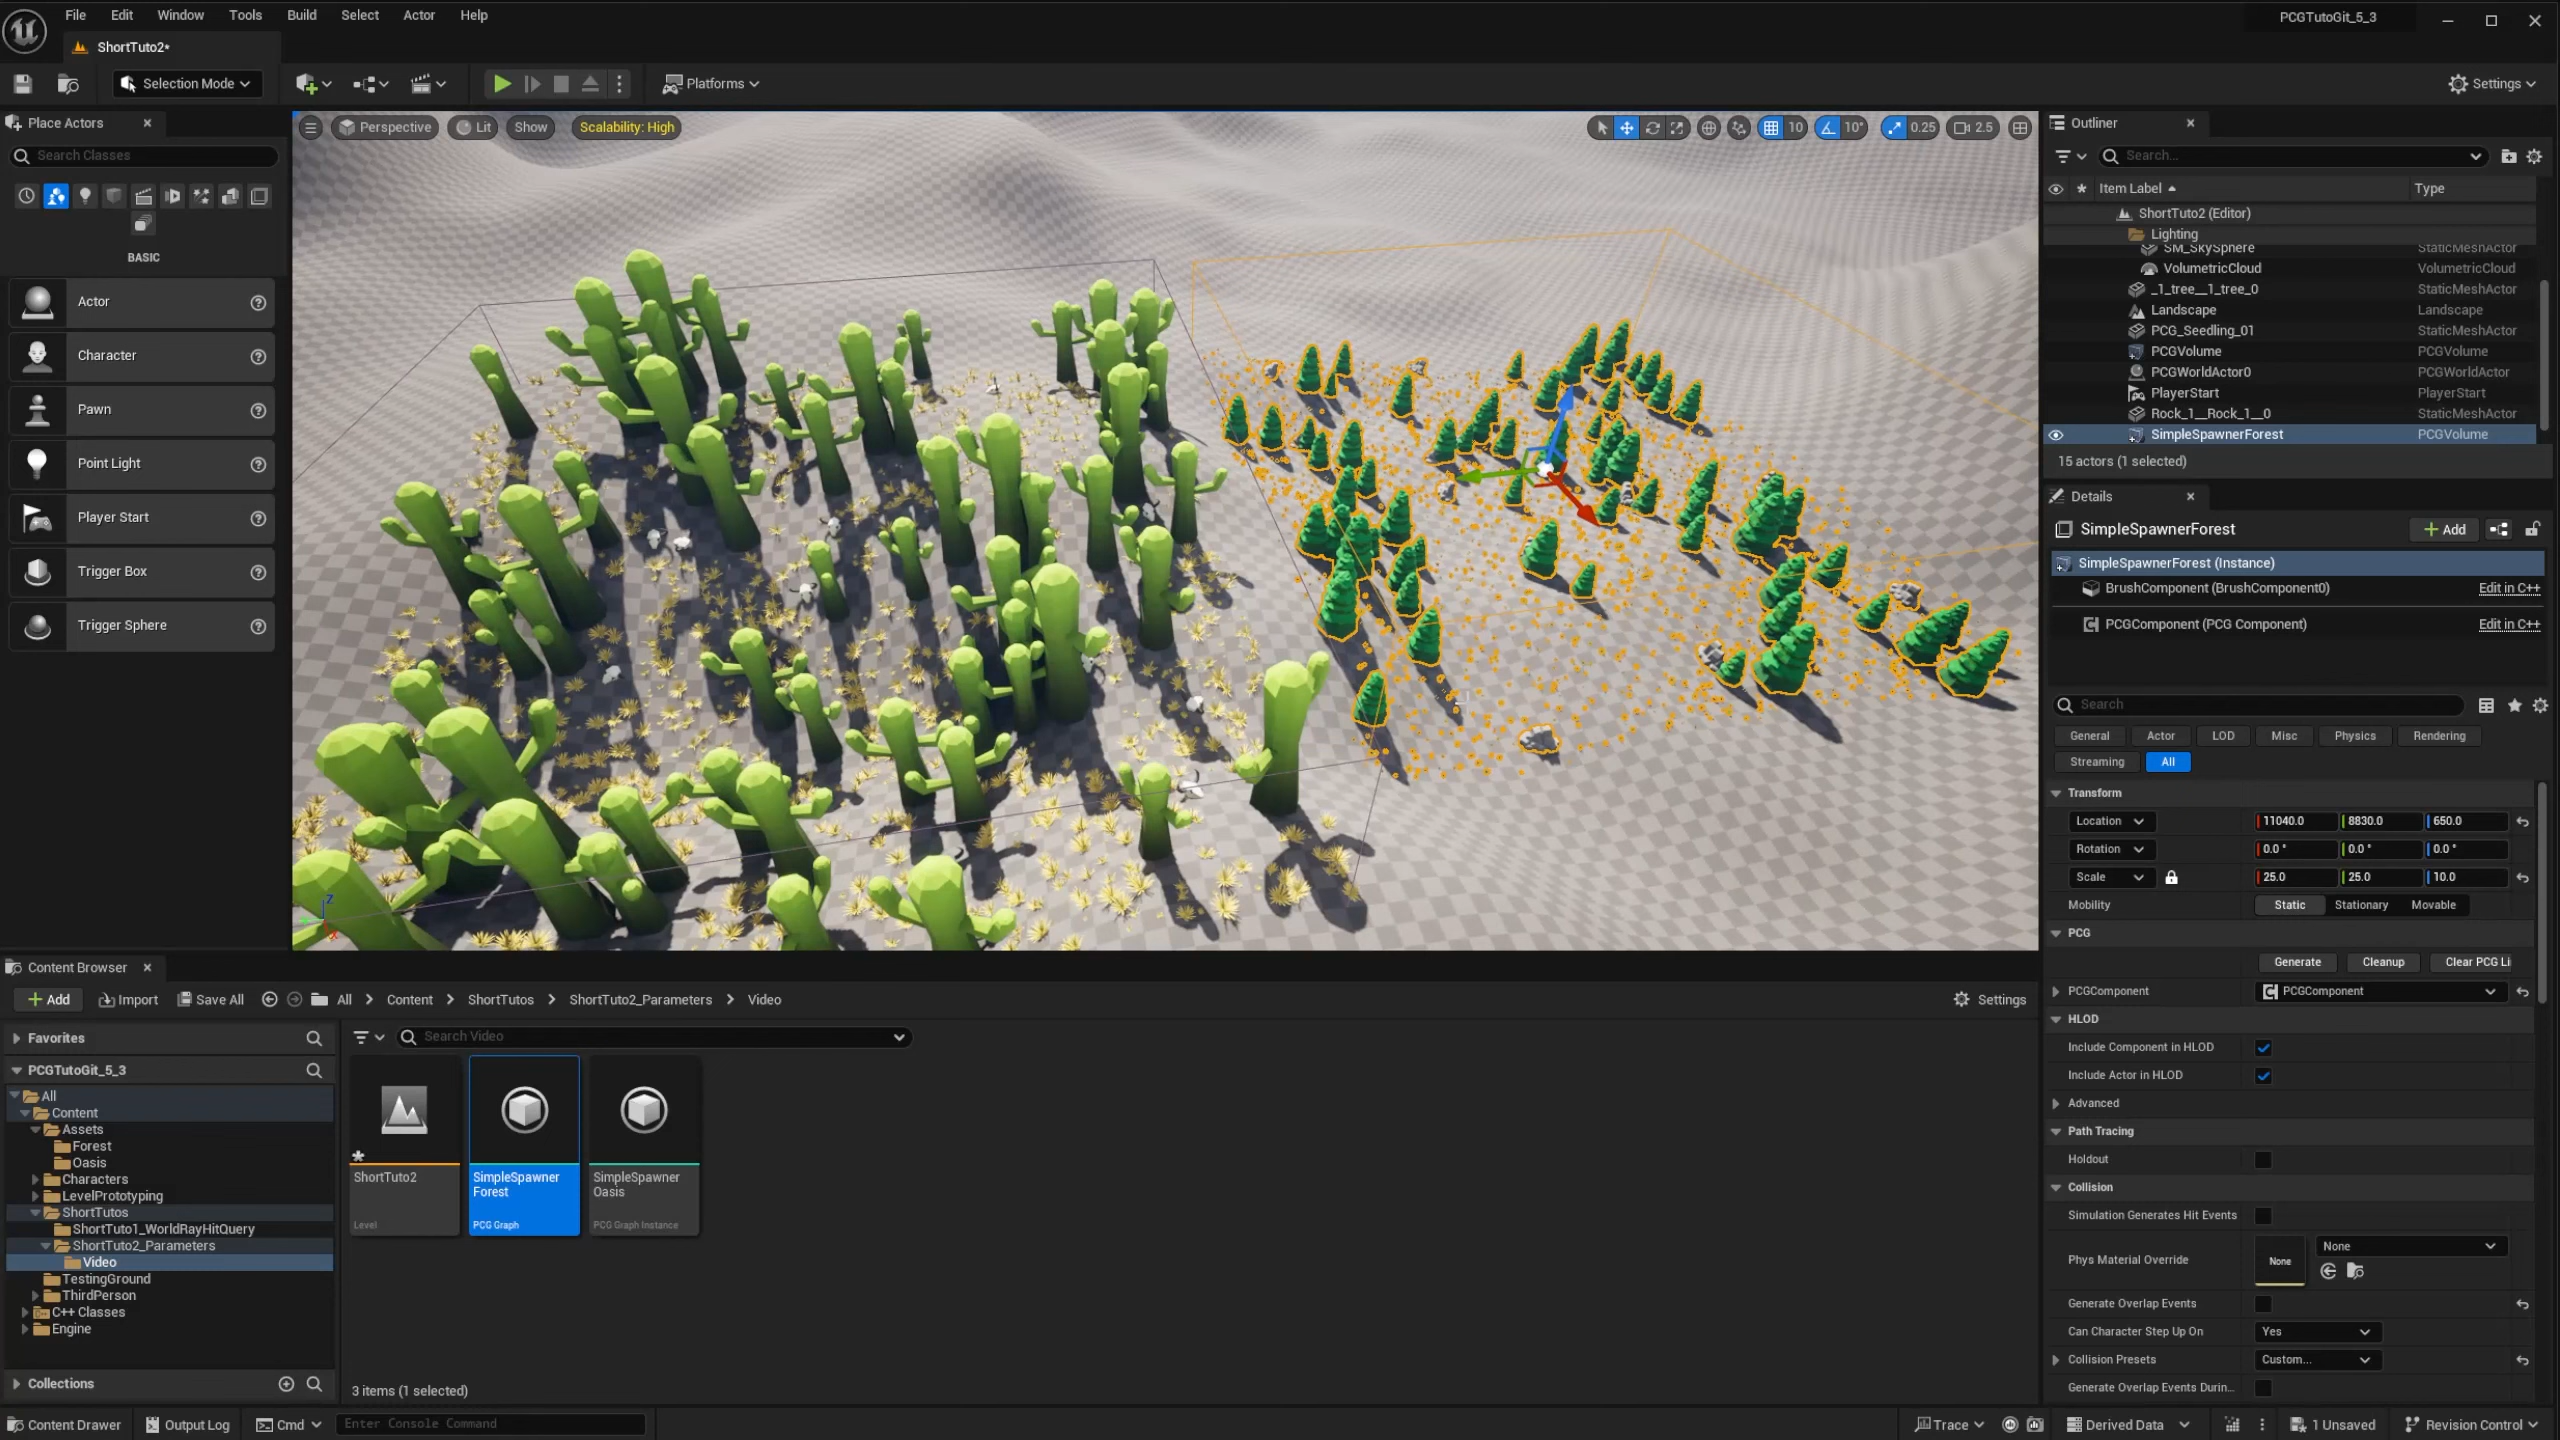 File Edit Window Tools Build Select Actor Help
PCGTutoGit_5_3
ShortTuto2*
Selection Mode
Platforms
Settings
Place Actors
Search Classes
BASIC
Actor
Character
Pawn
Point Light
Player Start
Trigger Box
Trigger Sphere
Perspective Lit Show Scalability: High
10 10° 0.25 2.5
Outliner
Search...
Item Label Type
ShortTuto2 (Editor)
Lighting
SM_SkySphere StaticMeshActor
VolumetricCloud VolumetricCloud
_1_tree__1_tree_0 StaticMeshActor
Landscape Landscape
PCG_Seedling_01 StaticMeshActor
PCGVolume PCGVolume
PCGWorldActor0 PCGWorldActor
PlayerStart PlayerStart
Rock_1__Rock_1__0 StaticMeshActor
SimpleSpawnerForest PCGVolume
15 actors (1 selected)
Details
SimpleSpawnerForest
Add
SimpleSpawnerForest (Instance)
BrushComponent (BrushComponent0) Edit in C++
PCGComponent (PCG Component) Edit in C++
Search
General Actor LOD Misc Physics Rendering
Streaming All
Transform
Location 11040.0 8830.0 650.0
Rotation 0.0 ° 0.0 ° 0.0 °
Scale 25.0 25.0 10.0
Mobility Static Stationary Movable
PCG
Generate Cleanup Clear PCG Li
PCGComponent PCGComponent
HLOD
Include Component in HLOD
Include Actor in HLOD
Advanced
Path Tracing
Holdout
Collision
Simulation Generates Hit Events
Phys Material Override None None
Generate Overlap Events
Can Character Step Up On Yes
Collision Presets Custom...
Generate Overlap Events Durin...
Z
X
Content Browser
Add Import Save All All Content ShortTutos ShortTuto2_Parameters Video Settings
Favorites
PCGTutoGit_5_3
All
Content
Assets
Forest
Oasis
Characters
LevelPrototyping
ShortTutos
ShortTuto1_WorldRayHitQuery
ShortTuto2_Parameters
Video
TestingGround
ThirdPerson
C++ Classes
Engine
Collections
Search Video
ShortTuto2
Level
SimpleSpawner
Forest
PCG Graph
SimpleSpawner
Oasis
PCG Graph Instance
3 items (1 selected)
Content Drawer Output Log Cmd Enter Console Command
Trace Derived Data 1 Unsaved Revision Control